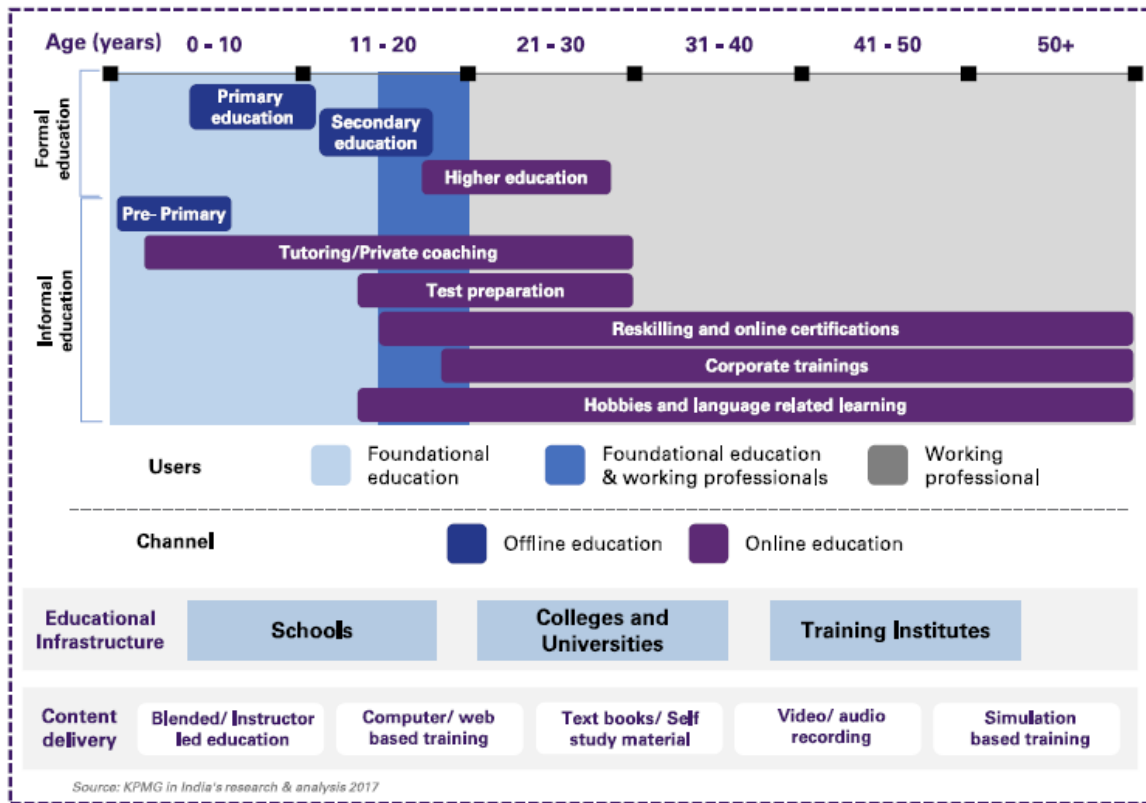 Age (years) 0 - 10 11 - 20 21 - 30 31 - 40 41 - 50 50+
Formal
education
Primary
education
Secondary
education
Higher education
Informal
education
Pre- Primary
Tutoring/Private coaching
Test preparation
Reskilling and online certifications
Corporate trainings
Hobbies and language related learning
Users
Foundational
education
Foundational education
& working professionals
Working
professional
Channel
Offline education
Online education
Educational
Infrastructure
Schools
Colleges and
Universities
Training Institutes
Content
delivery
Blended/ Instructor
led education
Computer/ web
based training
Text books/ Self
study material
Video/ audio
recording
Simulation
based training
Source: KPMG in India's research & analysis 2017